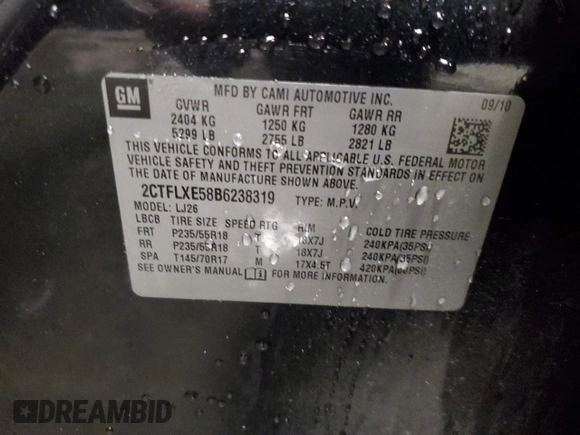 GM
MFD BY CAMI AUTOMOTIVE INC. 09/10
GVWR GAWR FRT GAWR RR
2404 KG 1250 KG 1280 KG
5299 LB 2755 LB 2821 LB
THIS VEHICLE CONFORMS TO ALL APPLICABLE U.S. FEDERAL MOTOR
VEHICLE SAFETY AND THEFT PREVENTION STANDARDS IN EFFECT ON
THE DATE OF MANUFACTURE SHOWN ABOVE.
2CTFLXE58B6238319 TYPE: M.P.V.
MODEL: LJ26
LBCB TIRE SIZE SPEED RTG RIM COLD TIRE PRESSURE
FRT P235/55R18 18X7J 240KPA(35PSI)
RR P235/55R18 T 18X7J 240KPA(35PSI)
SPA T145/70R17 M 17X4.5T 420KPA(60PSI)
SEE OWNER'S MANUAL FOR MORE INFORMATION.
DREAMBID